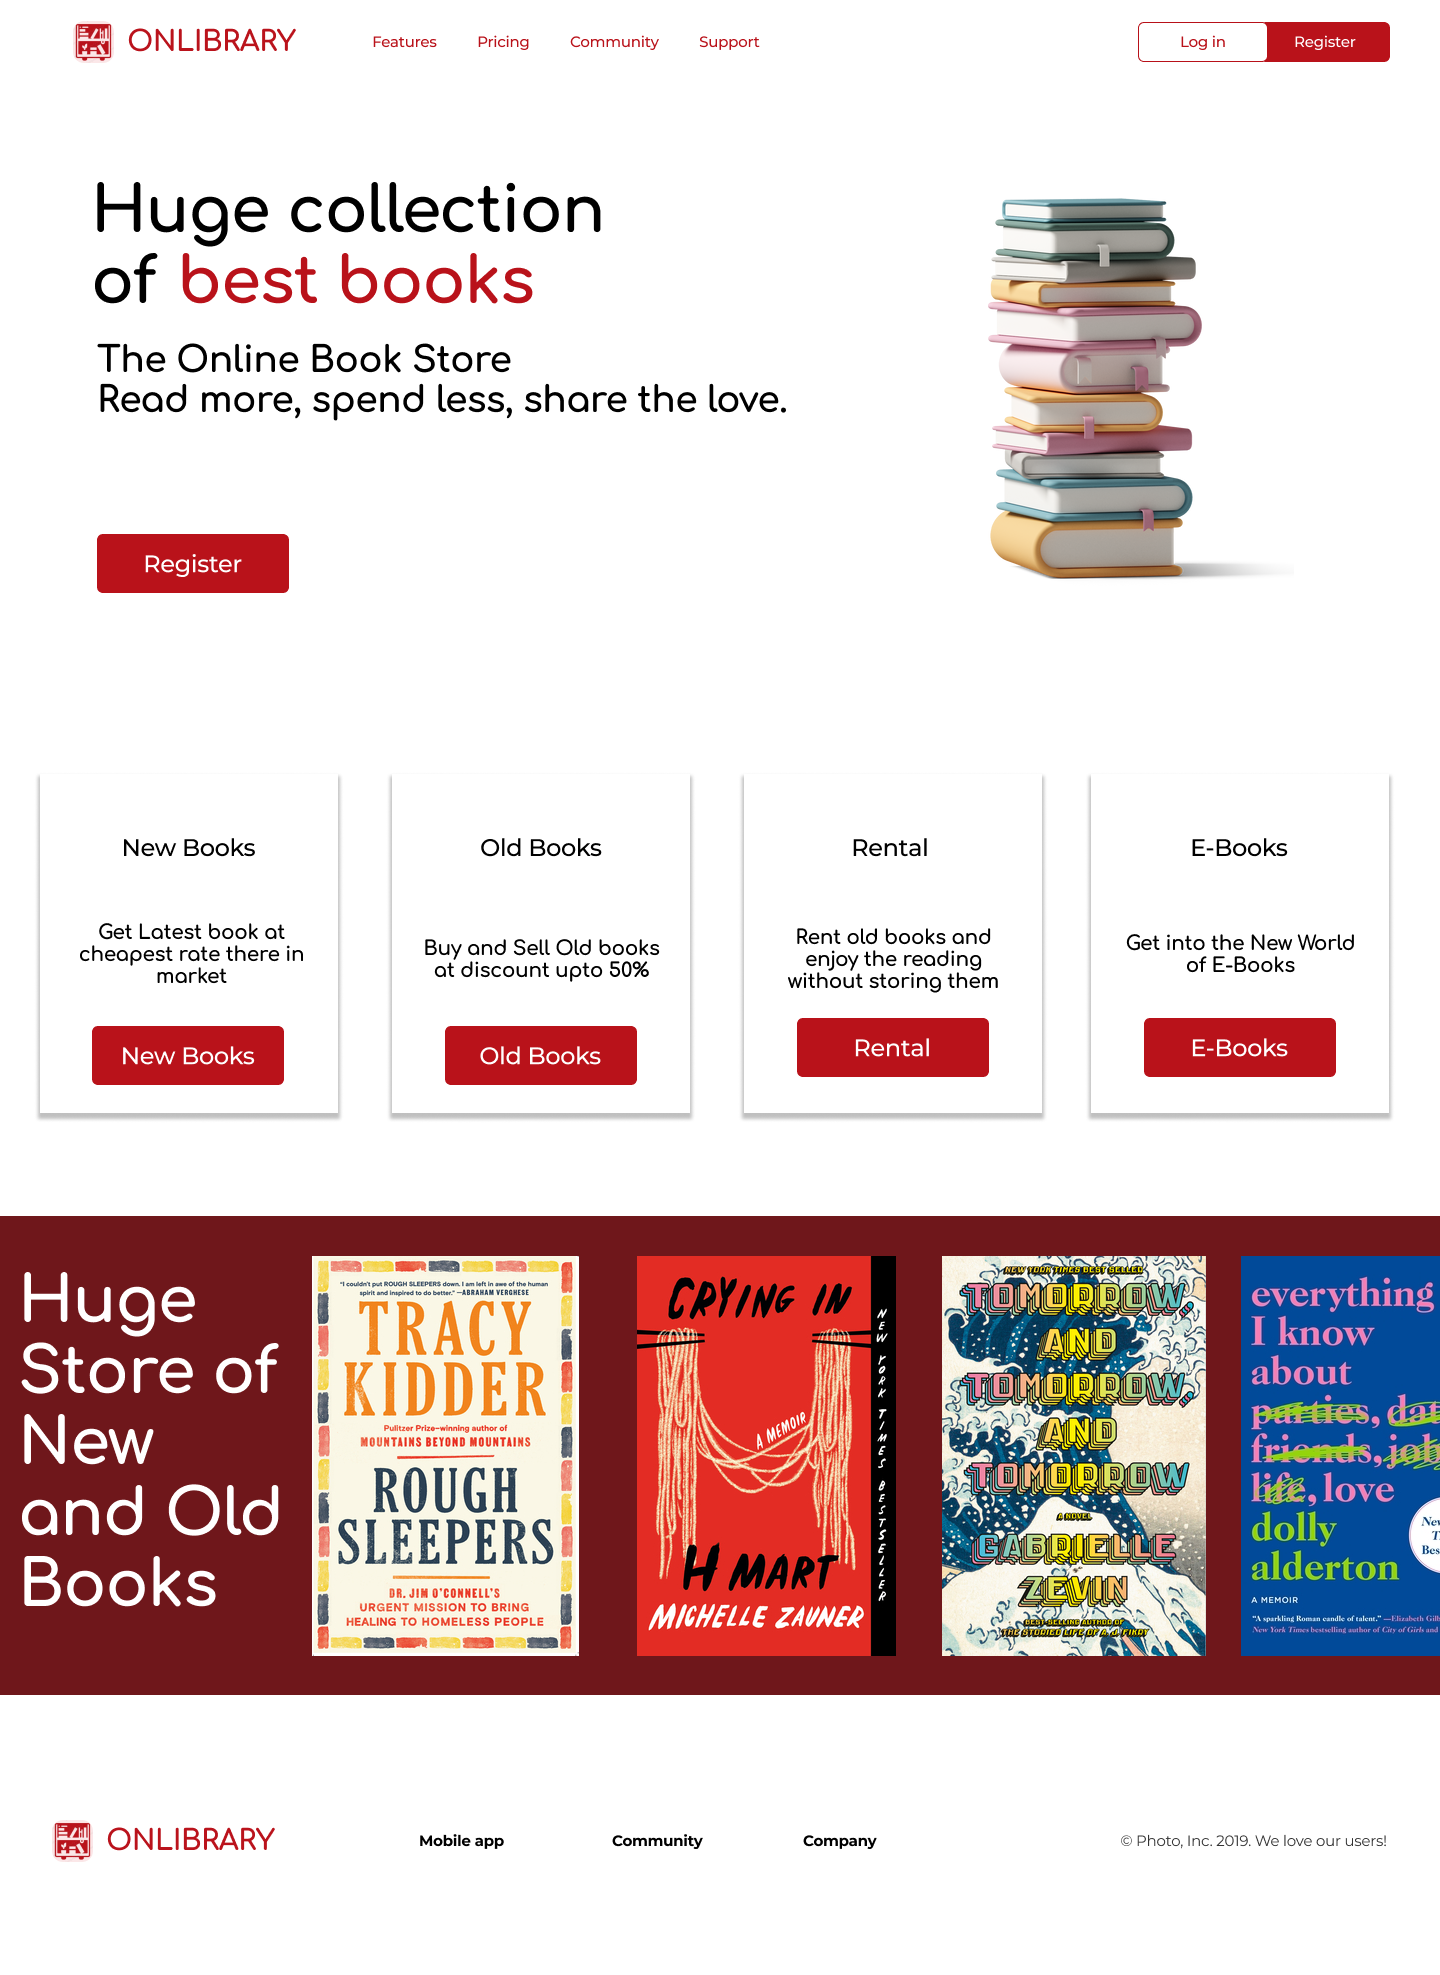 ONLIBRARY
Features
Pricing
Community
Support
Log in
Register
Huge collection
of best books
The Online Book Store
Read more, spend less, share the love.
Register
New Books
Get Latest book at
cheapest rate there in
market
New Books
Old Books
Buy and Sell Old books
at discount upto 50%
Old Books
Rental
Rent old books and
enjoy the reading
without storing them
Rental
E-Books
Get into the New World
of E-Books
E-Books
Huge
Store of
New
and Old
Books
"I couldn't put ROUGH SLEEPERS down. I am left in awe of the human
spirit and inspired to do better." —ABRAHAM VERGHESE
TRACY
KIDDER
Pulitzer Prize–winning author of
MOUNTAINS BEYOND MOUNTAINS
ROUGH
SLEEPERS
DR. JIM O'CONNELL'S
URGENT MISSION TO BRING
HEALING TO HOMELESS PEOPLE
CRYING IN
A MEMOIR
H MART
MICHELLE ZAUNER
NEW YORK TIMES BESTSELLER
NEW YORK TIMES BEST SELLER
TOMORROW,
AND
TOMORROW,
AND
TOMORROW
A NOVEL
GABRIELLE
ZEVIN
BEST-SELLING AUTHOR OF
THE STORIED LIFE OF A. J. FIKRY
everything
I know
about
parties, dat
friends, job
life, love
dolly
alderton
New
T
Bes
A MEMOIR
"A sparkling Roman candle of talent." —Elizabeth Gilb
New York Times bestselling author of City of Girls and
ONLIBRARY
Mobile app
Community
Company
© Photo, Inc. 2019. We love our users!